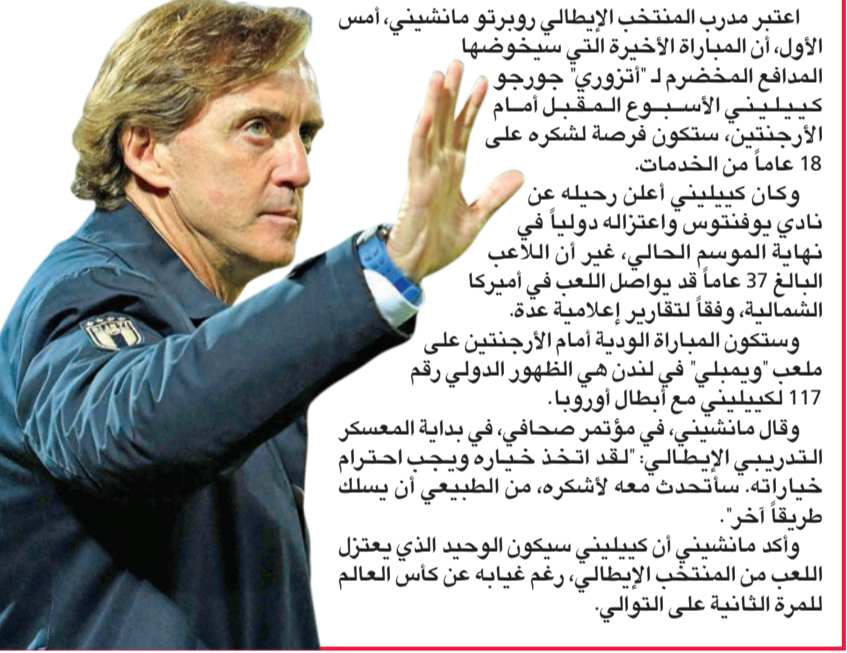 اعتبر مدرب المنتخب الإيطالي روبرتو مانشيني، أمس
الأول، أن المباراة الأخيرة التي سيخوضها
المدافع المخضرم لـ "أتزوري" جورجو
كييليني الأسـبـوع المـقـبـل أمـام
الأرجنتين، ستكون فرصة لشكره على
18 عاماً من الخدمات.
وكان كييليني أعلن رحيله عن
نادي يوفنتوس واعتزاله دولياً في
نهاية الموسم الحالي، غير أن اللاعب
البالغ 37 عاماً قد يواصل اللعب في أميركا
الشمالية، وفقاً لتقارير إعلامية عدة.
وستكون المباراة الودية أمام الأرجنتين على
ملعب "ويمبلي" في لندن هي الظهور الدولي رقم
117 لكييليني مع أبطال أوروبا.
وقال مانشيني، في مؤتمر صحافي، في بداية المعسكر
التدريبي الإيطالي: "لقد اتخذ خياره ويجب احترام
خياراته. سأتحدث معه لأشكره، من الطبيعي أن يسلك
طريقاً آخر".
وأكد مانشيني أن كييليني سيكون الوحيد الذي يعتزل
اللعب من المنتخب الإيطالي، رغم غيابه عن كأس العالم
للمرة الثانية على التوالي.